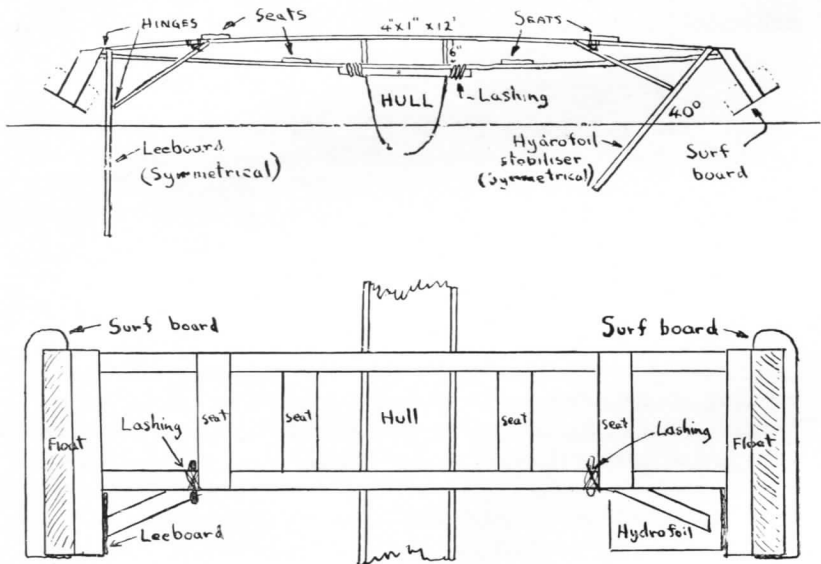 HINGES
Seats
4"x1"x12'
SEATS
6"
HULL
Lashing
40°
Leeboard
(Symmetrical)
Hydrofoil
stabiliser
(symmetrical)
Surf
board
Surf board
Surf board
Float
Lashing
seat
seat
Hull
seat
seat
Lashing
Float
Leeboard
Hydrofoil